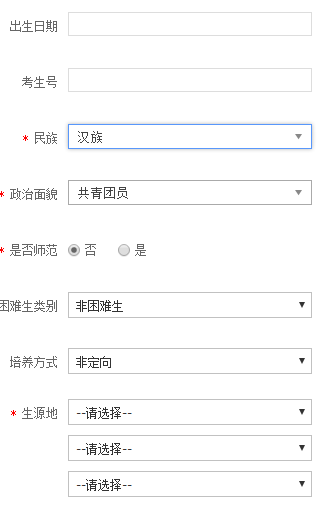 出生日期
考生号
* 民族 汉族
* 政治面貌 共青团员
* 是否师范 否 是
困难生类别 非困难生
培养方式 非定向
* 生源地 --请选择--
--请选择--
--请选择--